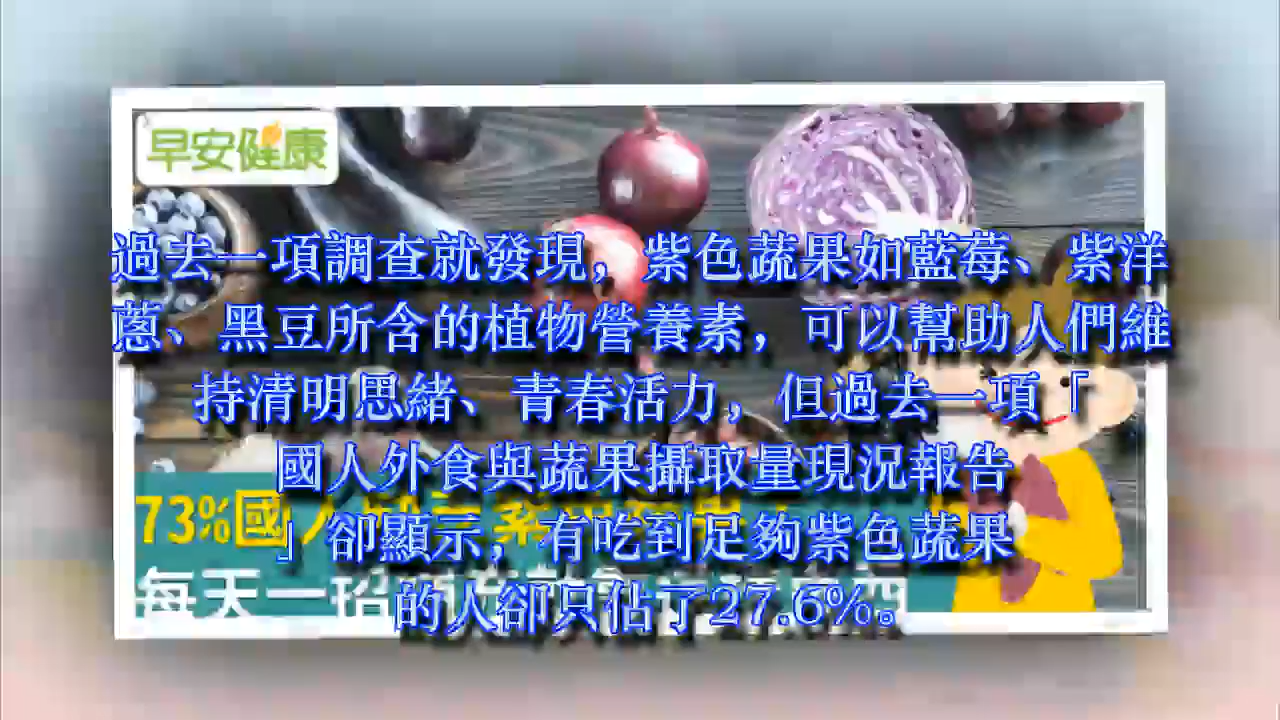 早安健康
過去一項調查就發現，紫色蔬果如藍莓、紫洋
蔥、黑豆所含的植物營養素，可以幫助人們維
持清明思緒、青春活力，但過去一項「
國人外食與蔬果攝取量現況報告
」卻顯示，有吃到足夠紫色蔬果
的人卻只佔了27.6%。
73%國人
每天一招